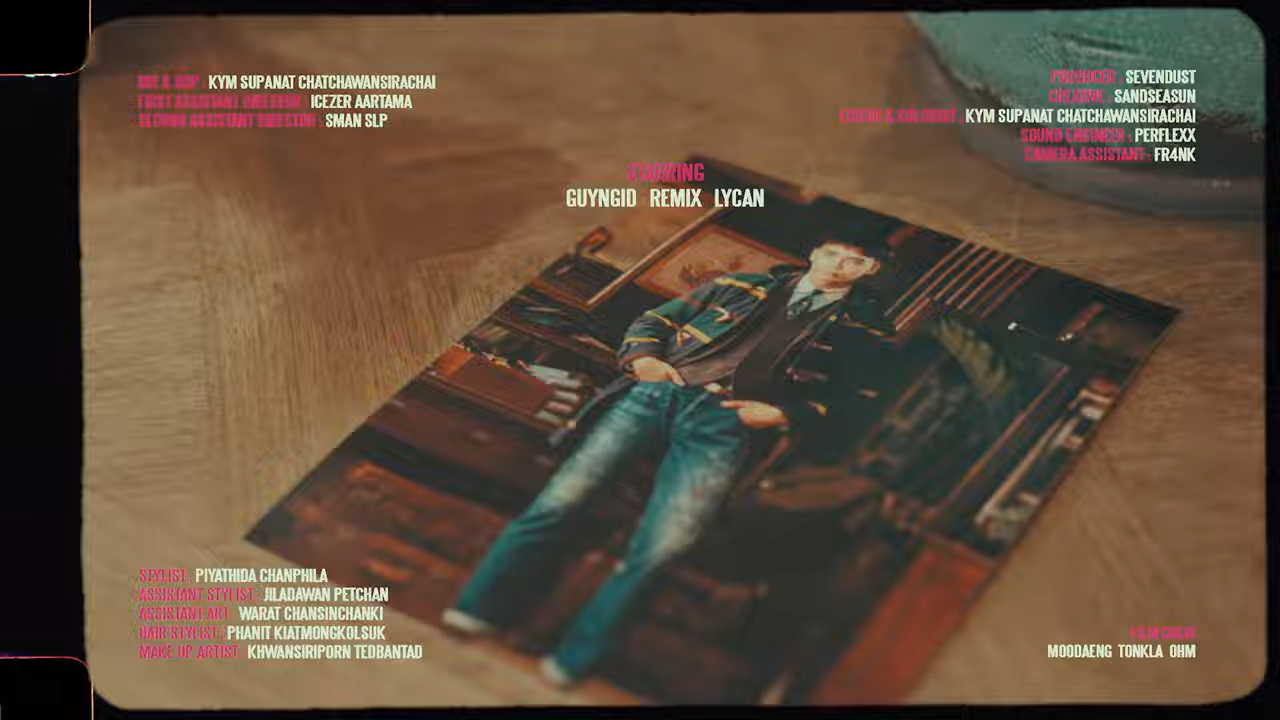 DIR & DOP : KYM SUPANAT CHATCHAWANSIRACHAI
FIRST ASSISTANT DIRECTOR : ICEZER AARTAMA
SECOND ASSISTANT DIRECTOR : SMAN SLP
PRODUCER : SEVENDUST
CREATIVE : SANDSEASUN
EDITOR & COLORIST : KYM SUPANAT CHATCHAWANSIRACHAI
SOUND ENGINEER : PERFLEXX
CAMERA ASSISTANT : FR4NK
STARRING
GUYNGID REMIX LYCAN
STYLIST : PIYATHIDA CHANPHILA
ASSISTANT STYLIST : JILADAWAN PETCHAN
ASSISTANT ART : WARAT CHANSINCHANKI
HAIR STYLIST : PHANIT KIATMONGKOLSUK
MAKE UP ARTIST : KHWANSIRIPORN TEDBANTAD
FILM CREW
MOODAENG TONKLA OHM